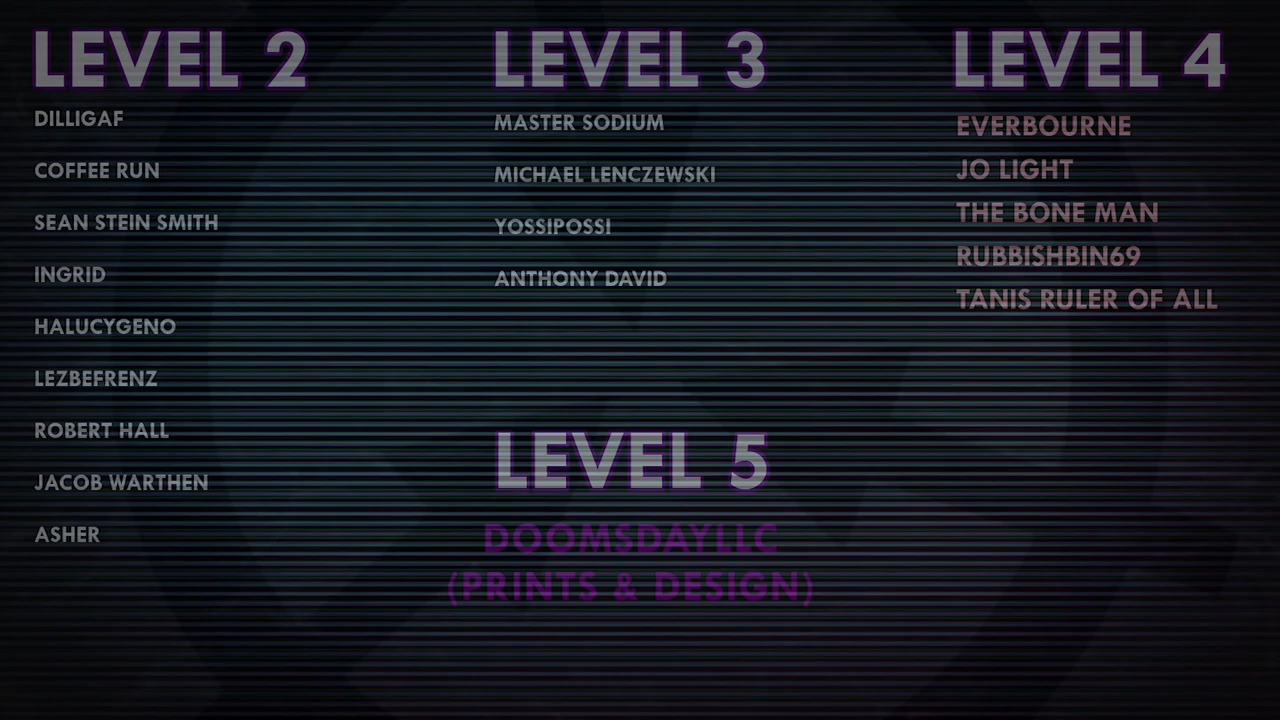 LEVEL 2
DILLIGAF
COFFEE RUN
SEAN STEIN SMITH
INGRID
HALUCYGENO
LEZBEFRENZ
ROBERT HALL
JACOB WARTHEN
ASHER
LEVEL 3
MASTER SODIUM
MICHAEL LENCZEWSKI
YOSSIPOSSI
ANTHONY DAVID
LEVEL 4
EVERBOURNE
JO LIGHT
THE BONE MAN
RUBBISHBIN69
TANIS RULER OF ALL
LEVEL 5
DOOMSDAYLLC
(PRINTS & DESIGN)